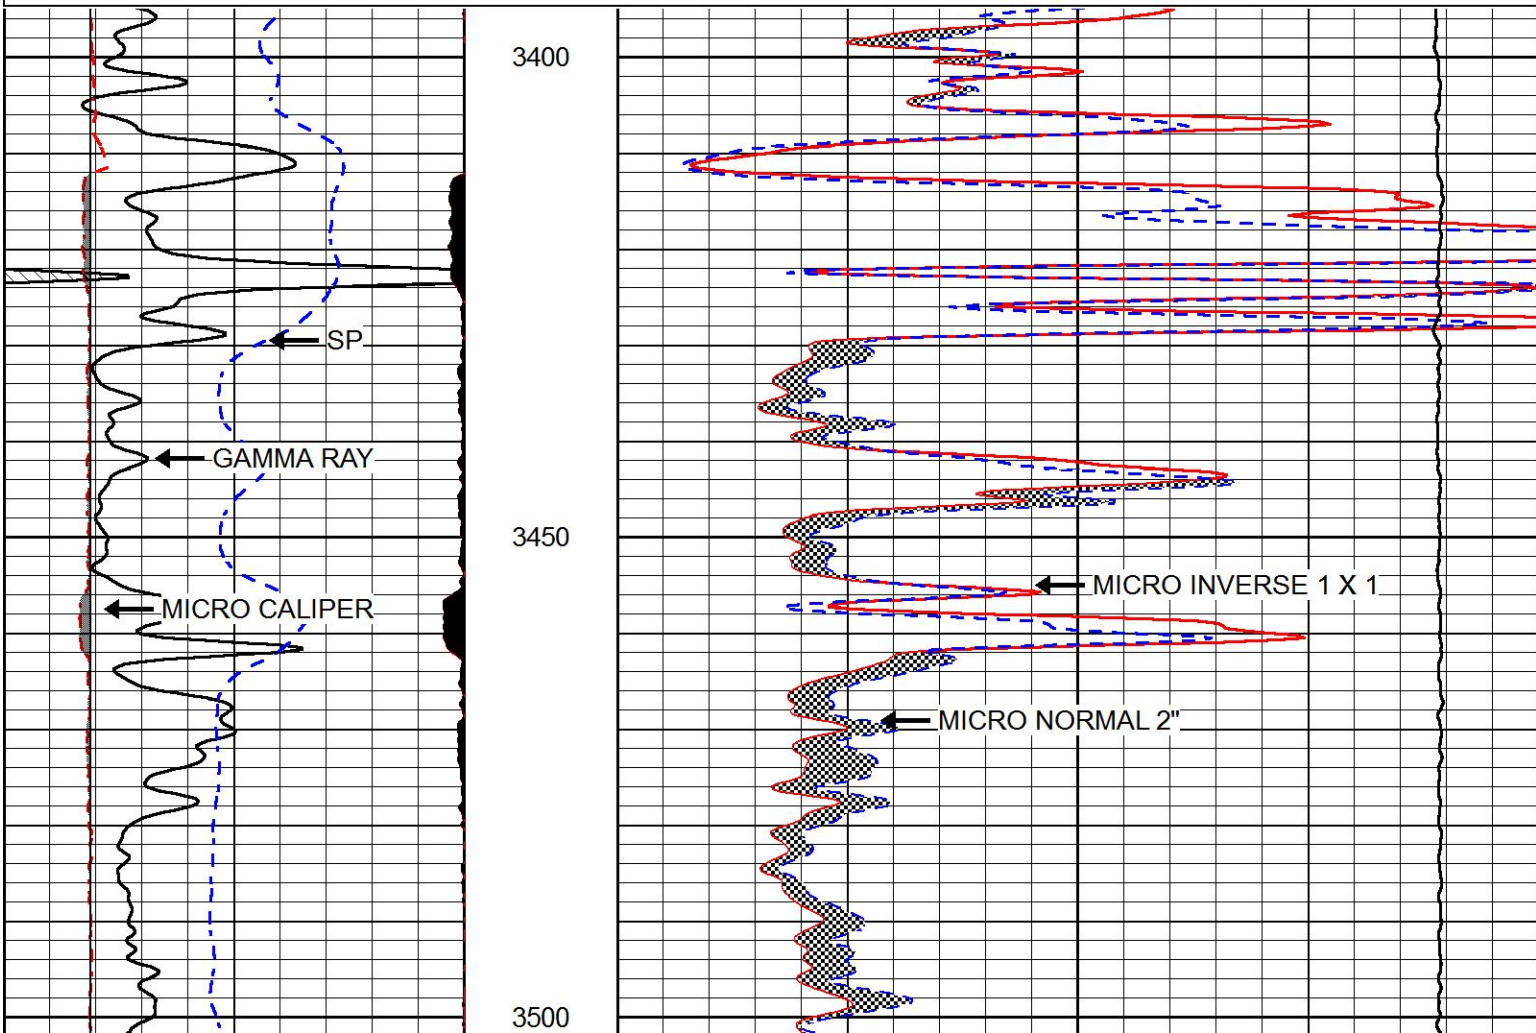 3400
SP
GAMMA RAY
3450
MICRO INVERSE 1 X 1
MICRO CALIPER
MICRO NORMAL 2"
3500